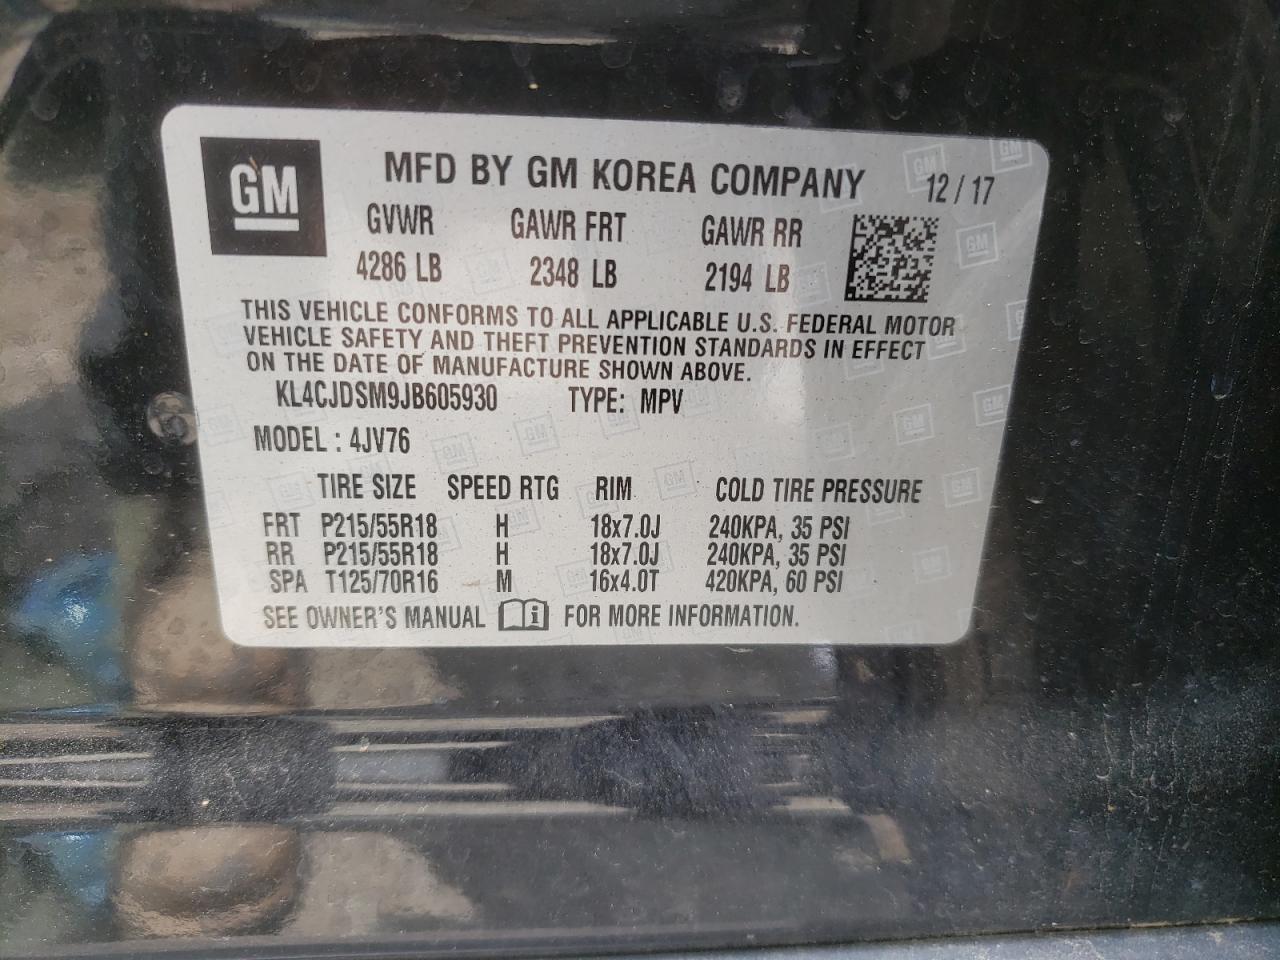 GM
MFD BY GM KOREA COMPANY 12/17
GVWR GAWR FRT GAWR RR
4286 LB 2348 LB 2194 LB
THIS VEHICLE CONFORMS TO ALL APPLICABLE U.S. FEDERAL MOTOR
VEHICLE SAFETY AND THEFT PREVENTION STANDARDS IN EFFECT
ON THE DATE OF MANUFACTURE SHOWN ABOVE.
KL4CJDSM9JB605930 TYPE: MPV
MODEL : 4JV76
TIRE SIZE SPEED RTG RIM COLD TIRE PRESSURE
FRT P215/55R18 H 18x7.0J 240KPA, 35 PSI
RR P215/55R18 H 18x7.0J 240KPA, 35 PSI
SPA T125/70R16 M 16x4.0T 420KPA, 60 PSI
SEE OWNER'S MANUAL i FOR MORE INFORMATION.